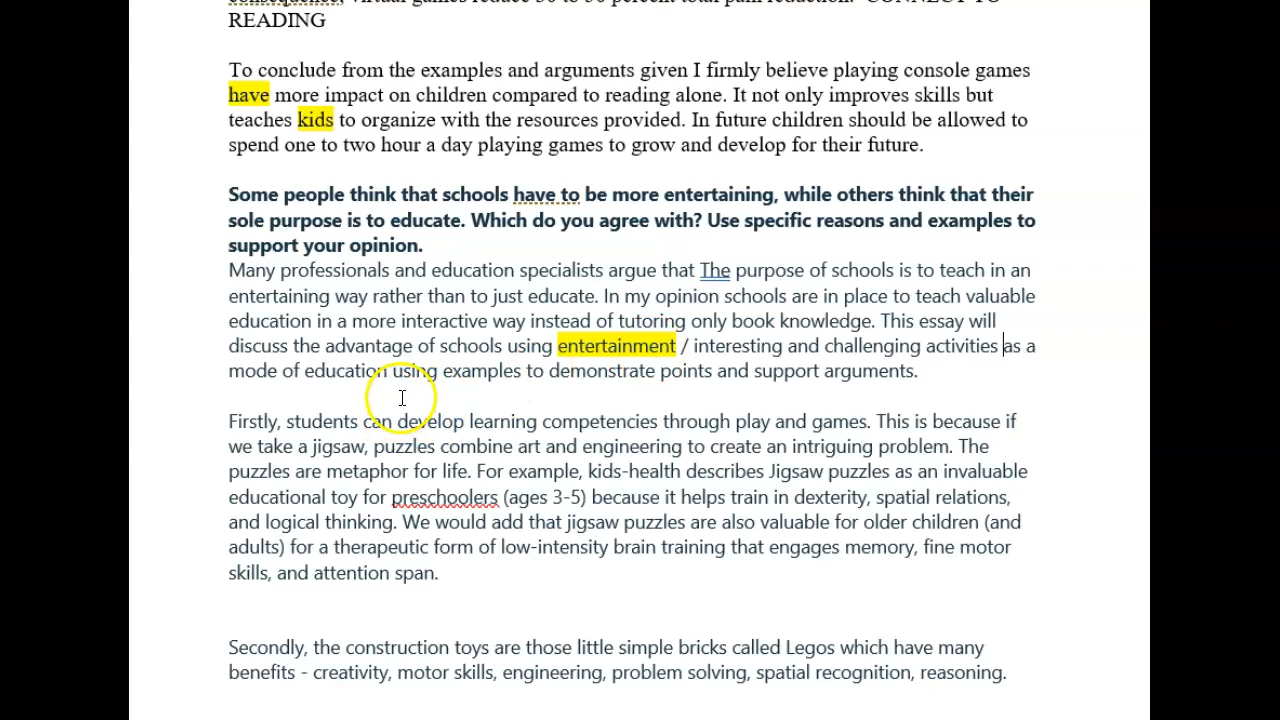 consequence, virtual games reduce 30 to 50 percent total pain reduction. CONNECT TO
READING
To conclude from the examples and arguments given I firmly believe playing console games
have more impact on children compared to reading alone. It not only improves skills but
teaches kids to organize with the resources provided. In future children should be allowed to
spend one to two hour a day playing games to grow and develop for their future.
Some people think that schools have to be more entertaining, while others think that their
sole purpose is to educate. Which do you agree with? Use specific reasons and examples to
support your opinion.
Many professionals and education specialists argue that The purpose of schools is to teach in an
entertaining way rather than to just educate. In my opinion schools are in place to teach valuable
education in a more interactive way instead of tutoring only book knowledge. This essay will
discuss the advantage of schools using entertainment / interesting and challenging activities as a
mode of education using examples to demonstrate points and support arguments.
Firstly, students can develop learning competencies through play and games. This is because if
we take a jigsaw, puzzles combine art and engineering to create an intriguing problem. The
puzzles are metaphor for life. For example, kids-health describes Jigsaw puzzles as an invaluable
educational toy for preschoolers (ages 3-5) because it helps train in dexterity, spatial relations,
and logical thinking. We would add that jigsaw puzzles are also valuable for older children (and
adults) for a therapeutic form of low-intensity brain training that engages memory, fine motor
skills, and attention span.
Secondly, the construction toys are those little simple bricks called Legos which have many
benefits - creativity, motor skills, engineering, problem solving, spatial recognition, reasoning.